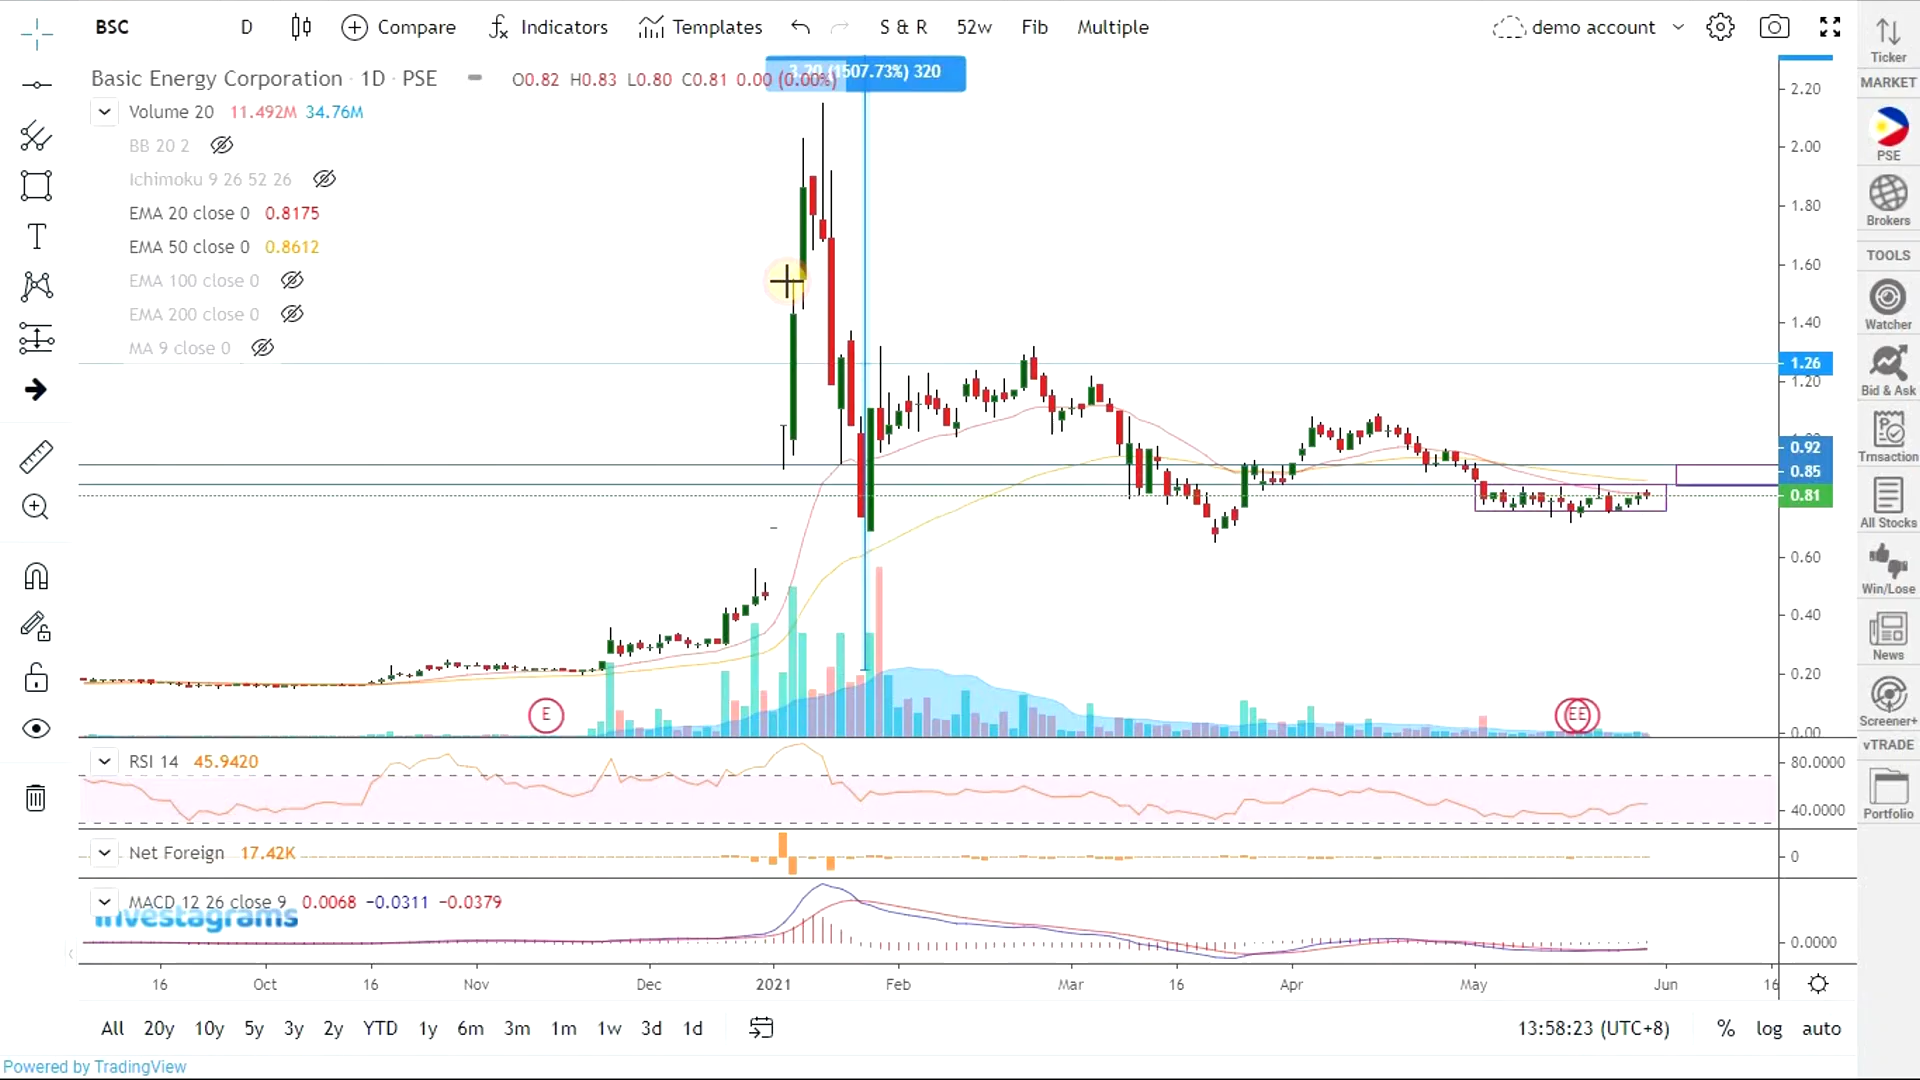 BSC D Compare Indicators Templates S & R 52w Fib Multiple demo account
Ticker
MARKET
Basic Energy Corporation · 1D · PSE O0.82 H0.83 L0.80 C0.81 0.00 (0.00%)
3.20 (1507.73%) 320
Volume 20 11.492M 34.76M
BB 20 2
Ichimoku 9 26 52 26
EMA 20 close 0 0.8175
EMA 50 close 0 0.8612
EMA 100 close 0
EMA 200 close 0
MA 9 close 0
2.20
2.00
1.80
1.60
1.40
1.26
1.20
0.92
0.85
0.81
0.60
0.40
0.20
0.00
E
EE
PSE
Brokers
TOOLS
Watcher
Bid & Ask
Trnsaction
All Stocks
Win/Lose
News
Screener+
vTRADE
Portfolio
RSI 14 45.9420
80.0000
40.0000
Net Foreign 17.42K
0
MACD 12 26 close 9 0.0068 −0.0311 −0.0379
investagrams
0.0000
16 Oct 16 Nov Dec 2021 Feb Mar 16 Apr May Jun 16
All 20y 10y 5y 3y 2y YTD 1y 6m 3m 1m 1w 3d 1d 13:58:23 (UTC+8) % log auto
Powered by TradingView